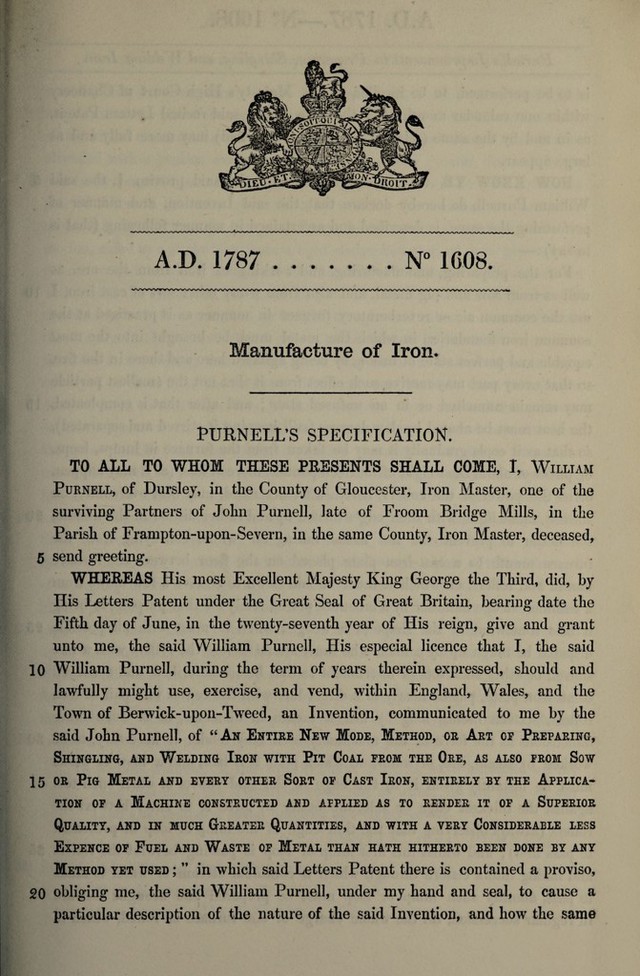 DIEU ET MON DROIT.
A.D. 1787 . . . . . . . Nº 1608.
Manufacture of Iron.
PURNELL'S SPECIFICATION.
TO ALL TO WHOM THESE PRESENTS SHALL COME, I, WILLIAM
PURNELL, of Dursley, in the County of Gloucester, Iron Master, one of the
surviving Partners of John Purnell, late of Froom Bridge Mills, in the
Parish of Frampton-upon-Severn, in the same County, Iron Master, deceased,
5 send greeting.
WHEREAS His most Excellent Majesty King George the Third, did, by
His Letters Patent under the Great Seal of Great Britain, bearing date the
Fifth day of June, in the twenty-seventh year of His reign, give and grant
unto me, the said William Purnell, His especial licence that I, the said
10 William Purnell, during the term of years therein expressed, should and
lawfully might use, exercise, and vend, within England, Wales, and the
Town of Berwick-upon-Tweed, an Invention, communicated to me by the
said John Purnell, of "AN ENTIRE NEW MODE, METHOD, OR ART OF PREPARING,
SHINGLING, AND WELDING IRON WITH PIT COAL FROM THE ORE, AS ALSO FROM SOW
15 OR PIG METAL AND EVERY OTHER SORT OF CAST IRON, ENTIRELY BY THE APPLICA-
TION OF A MACHINE CONSTRUCTED AND APPLIED AS TO RENDER IT OF A SUPERIOR
QUALITY, AND IN MUCH GREATER QUANTITIES, AND WITH A VERY CONSIDERABLE LESS
EXPENCE OF FUEL AND WASTE OF METAL THAN HATH HITHERTO BEEN DONE BY ANY
METHOD YET USED;" in which said Letters Patent there is contained a proviso,
20 obliging me, the said William Purnell, under my hand and seal, to cause a
particular description of the nature of the said Invention, and how the same